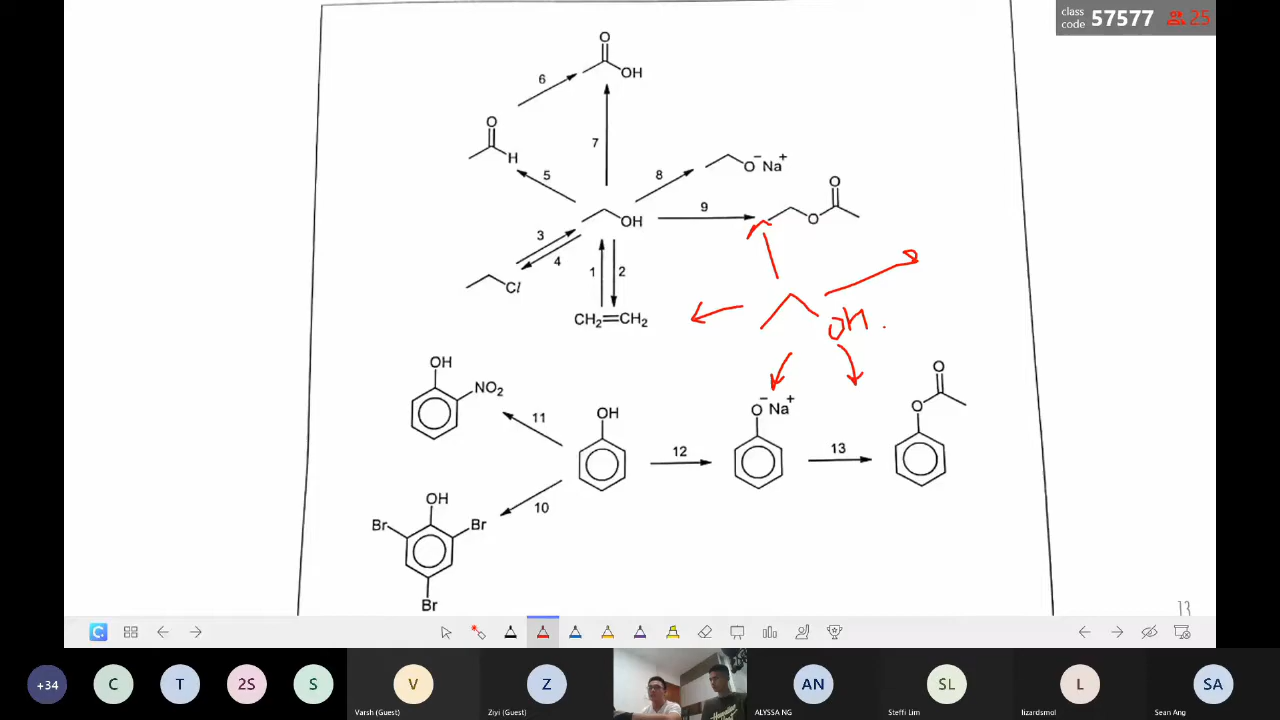 class code 57577 25
O
OH
6
O
H
7
5
8
O⁻Na⁺
9
O
O
OH
3
4
Cl
1
2
CH₂=CH₂
OH
OH
NO₂
11
OH
12
O⁻Na⁺
13
O
O
10
OH
Br
Br
Br
13
C
+34
C
T
2S
S
V
Varsh (Guest)
Z
Ziyi (Guest)
AN
ALYSSA NG
SL
Steffi Lim
L
lizardsmol
SA
Sean Ang